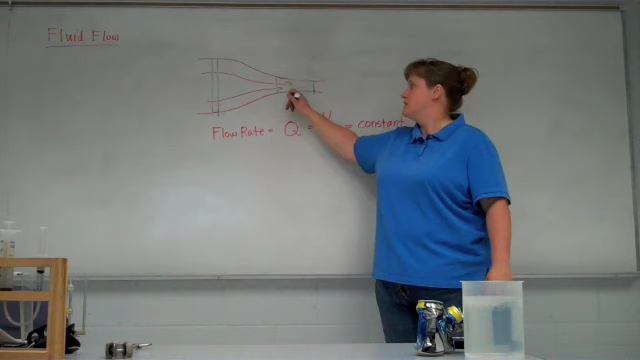 Fluid Flow
Flow Rate = Q = V = constant